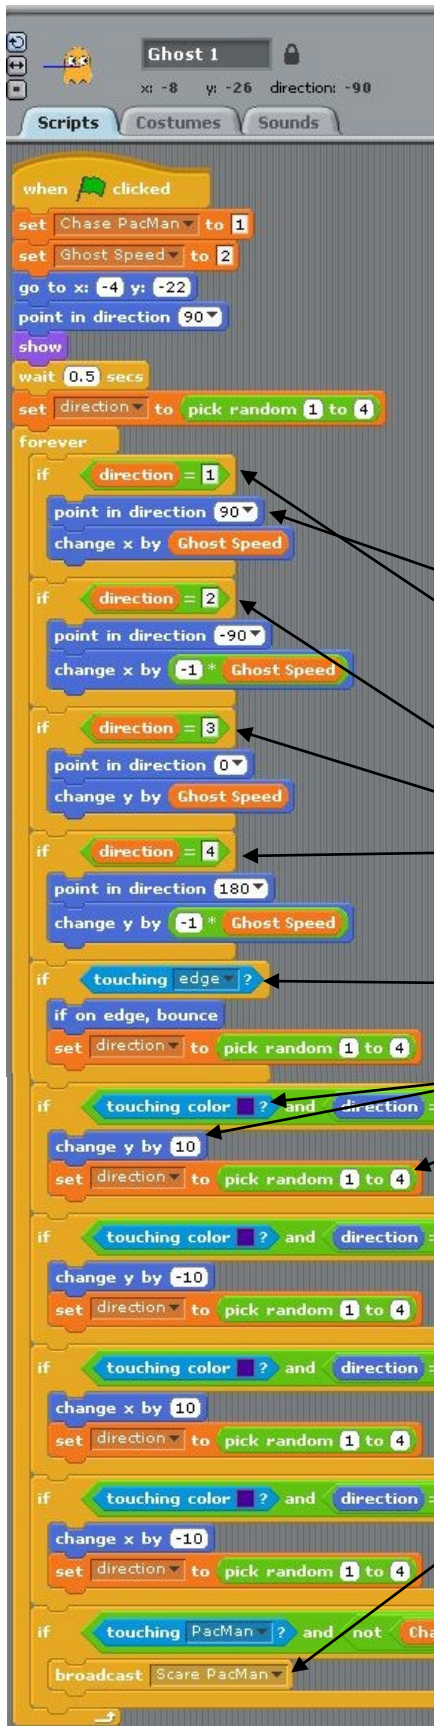 Ghost 1
x: -8 y: -26 direction: -90
Scripts Costumes Sounds
when clicked
set Chase PacMan to 1
set Ghost Speed to 2
go to x: -4 y: -22
point in direction 90
show
wait 0.5 secs
set direction to pick random 1 to 4
forever
if direction = 1
point in direction 90
change x by Ghost Speed
if direction = 2
point in direction -90
change x by -1 * Ghost Speed
if direction = 3
point in direction 0
change y by Ghost Speed
if direction = 4
point in direction 180
change y by -1 * Ghost Speed
if touching edge ?
if on edge, bounce
set direction to pick random 1 to 4
if touching color ? and direction =
change y by 10
set direction to pick random 1 to 4
if touching color ? and direction =
change y by -10
set direction to pick random 1 to 4
if touching color ? and direction =
change x by 10
set direction to pick random 1 to 4
if touching color ? and direction =
change x by -10
set direction to pick random 1 to 4
if touching PacMan ? and not Cha
broadcast Scare PacMan